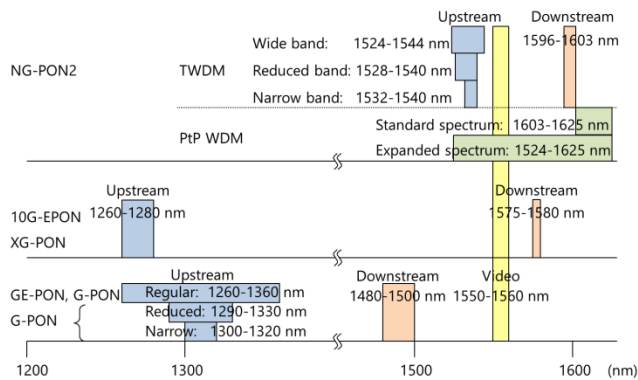 Upstream Downstream
Wide band: 1524-1544 nm 1596-1603 nm
NG-PON2 TWDM Reduced band: 1528-1540 nm
Narrow band: 1532-1540 nm
Standard spectrum: 1603-1625 nm
PtP WDM
Expanded spectrum: 1524-1625 nm
Upstream Downstream
10G-EPON 1260-1280 nm 1575-1580 nm
XG-PON
Upstream Downstream Video
GE-PON, G-PON Regular: 1260-1360 nm 1480-1500 nm 1550-1560 nm
G-PON Reduced: 1290-1330 nm
Narrow: 1300-1320 nm
1200 1300 1500 1600 (nm)